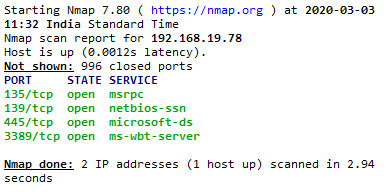 Starting Nmap 7.80 ( https://nmap.org ) at 2020-03-03
11:32 India Standard Time
Nmap scan report for 192.168.19.78
Host is up (0.0012s latency).
Not shown: 996 closed ports
PORT     STATE SERVICE
135/tcp  open  msrpc
139/tcp  open  netbios-ssn
445/tcp  open  microsoft-ds
3389/tcp open  ms-wbt-server
Nmap done: 2 IP addresses (1 host up) scanned in 2.94
seconds